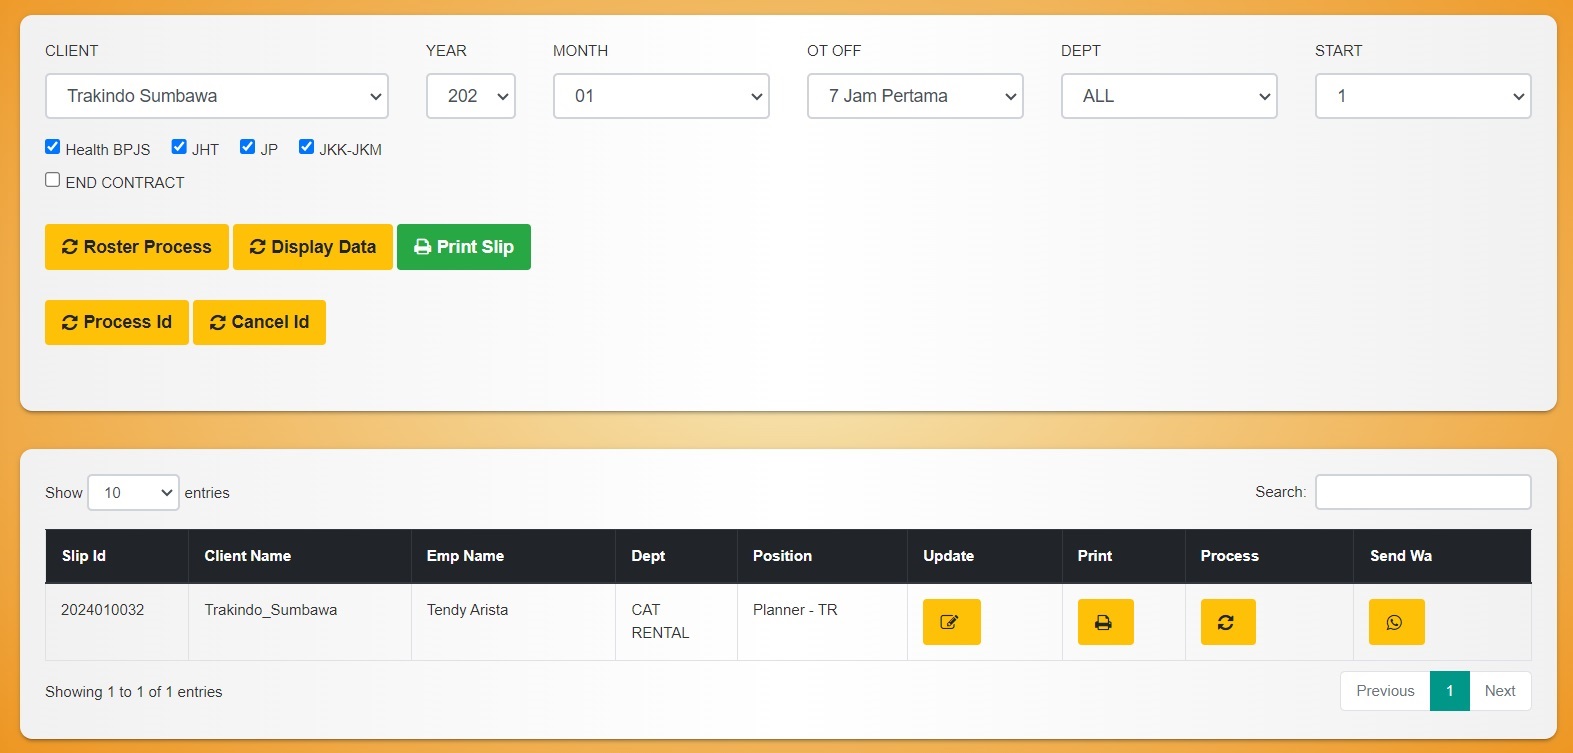 CLIENT YEAR MONTH OT OFF DEPT START
Trakindo Sumbawa 202 01 7 Jam Pertama ALL 1
Health BPJS JHT JP JKK-JKM
END CONTRACT
Roster Process Display Data Print Slip
Process Id Cancel Id
Show 10 entries Search:
Slip Id Client Name Emp Name Dept Position Update Print Process Send Wa
2024010032 Trakindo_Sumbawa Tendy Arista CAT Planner - TR
RENTAL
Showing 1 to 1 of 1 entries Previous 1 Next